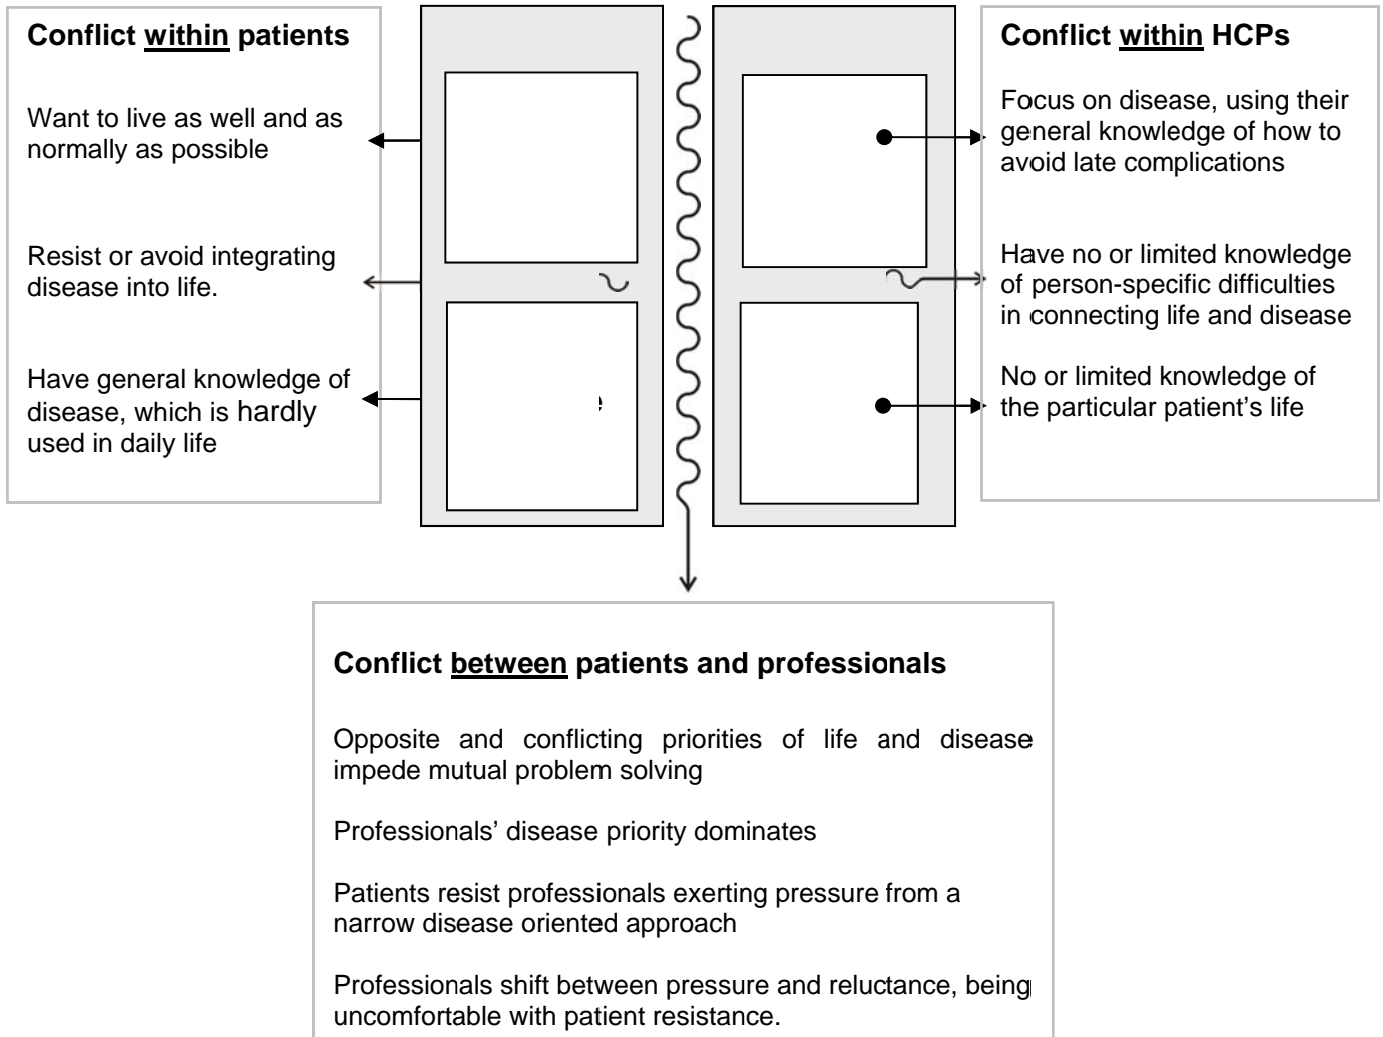 Conflict within patients
Want to live as well and as
normally as possible
Resist or avoid integrating
disease into life.
Have general knowledge of
disease, which is hardly
used in daily life
Conflict within HCPs
Focus on disease, using their
general knowledge of how to
avoid late complications
Have no or limited knowledge
of person-specific difficulties
in connecting life and disease
No or limited knowledge of
the particular patient’s life
Conflict between patients and professionals
Opposite and conflicting priorities of life and disease
impede mutual problem solving
Professionals’ disease priority dominates
Patients resist professionals exerting pressure from a
narrow disease oriented approach
Professionals shift between pressure and reluctance, being
uncomfortable with patient resistance.